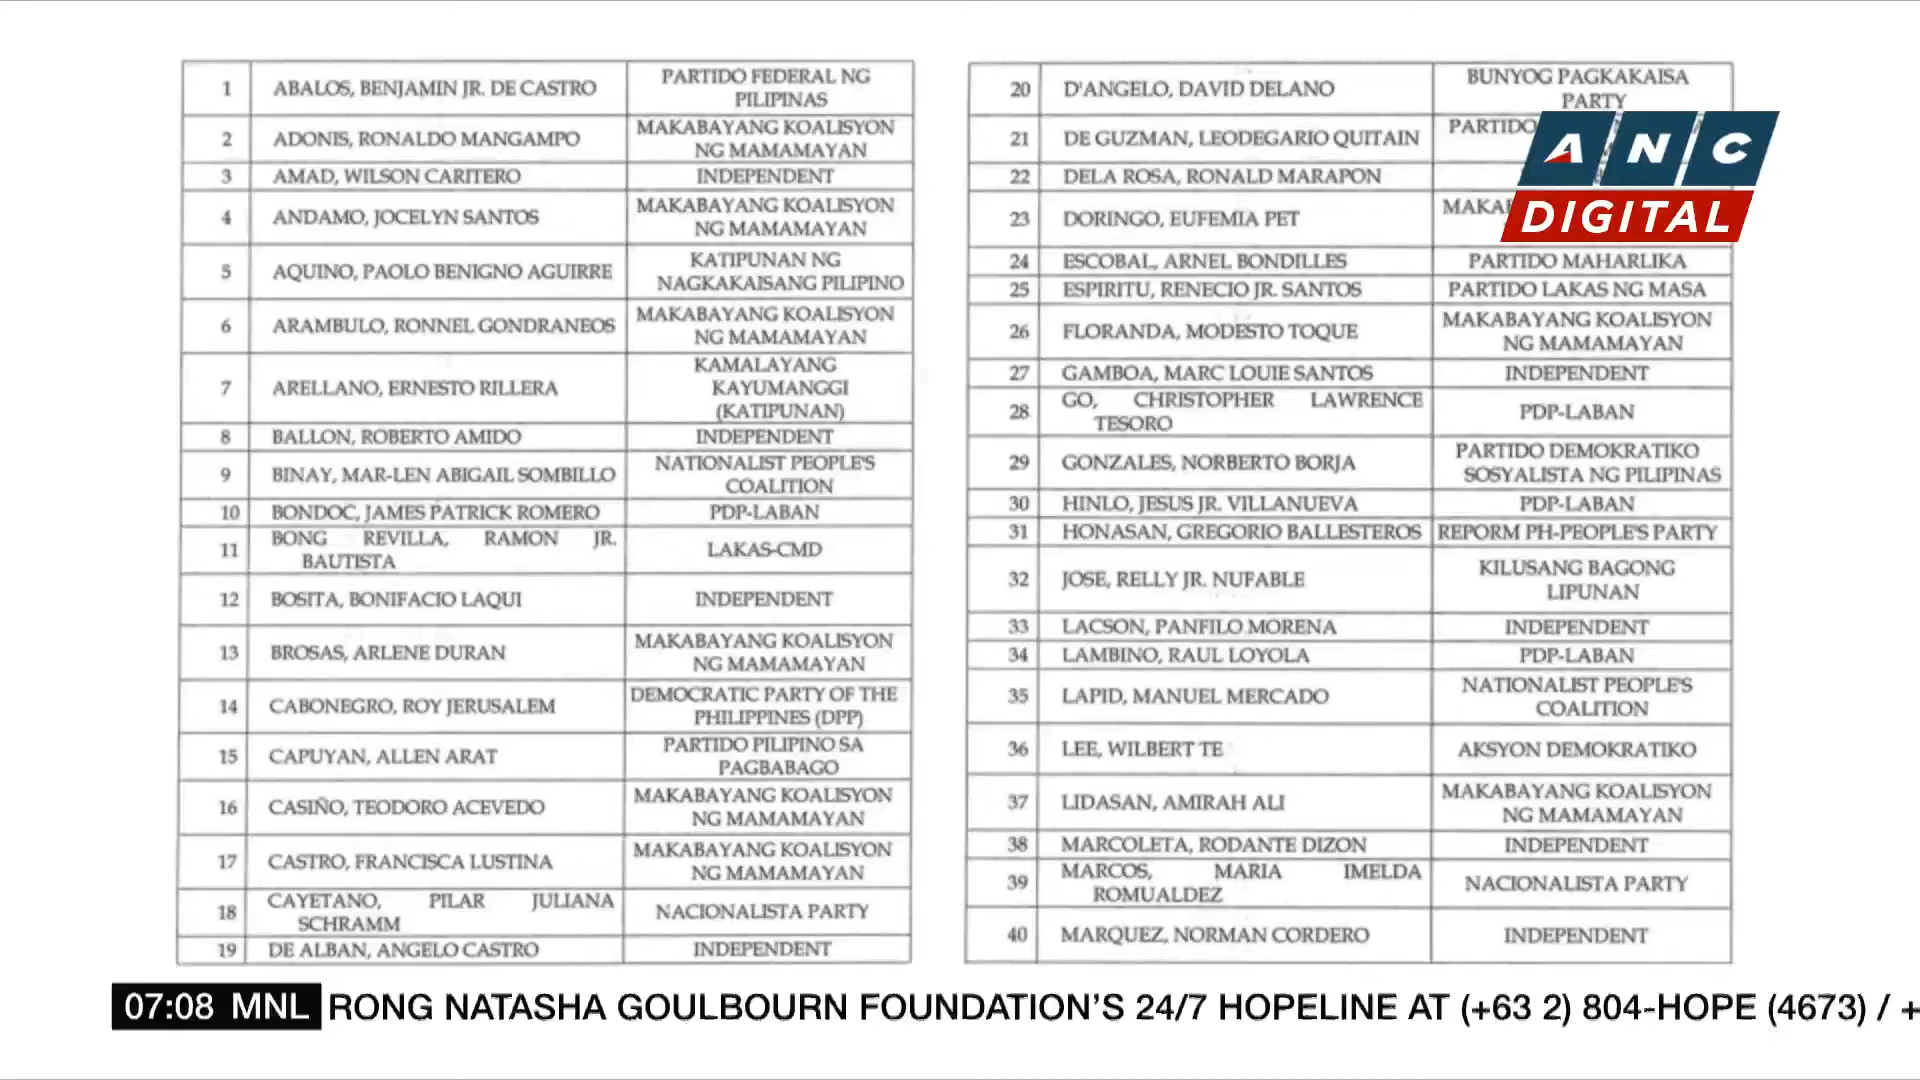 1 ABALOS, BENJAMIN JR. DE CASTRO PARTIDO FEDERAL NG
PILIPINAS
2 ADONIS, RONALDO MANGAMPO MAKABAYANG KOALISYON
NG MAMAMAYAN
3 AMAD, WILSON CARITERO INDEPENDENT
4 ANDAMO, JOCELYN SANTOS MAKABAYANG KOALISYON
NG MAMAMAYAN
5 AQUINO, PAOLO BENIGNO AGUIRRE KATIPUNAN NG
NAGKAKAISANG PILIPINO
6 ARAMBULO, RONNEL GONDRANEOS MAKABAYANG KOALISYON
NG MAMAMAYAN
7 ARELLANO, ERNESTO RILLERA KAMALAYANG
KAYUMANGGI
(KATIPUNAN)
8 BALLON, ROBERTO AMIDO INDEPENDENT
9 BINAY, MAR-LEN ABIGAIL SOMBILLO NATIONALIST PEOPLE'S
COALITION
10 BONDOC, JAMES PATRICK ROMERO PDP-LABAN
11 BONG REVILLA, RAMON JR.
BAUTISTA LAKAS-CMD
12 BOSITA, BONIFACIO LAQUI INDEPENDENT
13 BROSAS, ARLENE DURAN MAKABAYANG KOALISYON
NG MAMAMAYAN
14 CABONEGRO, ROY JERUSALEM DEMOCRATIC PARTY OF THE
PHILIPPINES (DPP)
15 CAPUYAN, ALLEN ARAT PARTIDO PILIPINO SA
PAGBABAGO
16 CASIÑO, TEODORO ACEVEDO MAKABAYANG KOALISYON
NG MAMAMAYAN
17 CASTRO, FRANCISCA LUSTINA MAKABAYANG KOALISYON
NG MAMAMAYAN
18 CAYETANO, PILAR JULIANA
SCHRAMM NACIONALISTA PARTY
19 DE ALBAN, ANGELO CASTRO INDEPENDENT
20 D'ANGELO, DAVID DELANO BUNYOG PAGKAKAISA
PARTY
21 DE GUZMAN, LEODEGARIO QUITAIN PARTIDO
22 DELA ROSA, RONALD MARAPON
23 DORINGO, EUFEMIA PET
24 ESCOBAL, ARNEL BONDILLES PARTIDO MAHARLIKA
25 ESPIRITU, RENECIO JR. SANTOS PARTIDO LAKAS NG MASA
26 FLORANDA, MODESTO TOQUE MAKABAYANG KOALISYON
NG MAMAMAYAN
27 GAMBOA, MARC LOUIE SANTOS INDEPENDENT
28 GO, CHRISTOPHER LAWRENCE
TESORO PDP-LABAN
29 GONZALES, NORBERTO BORJA PARTIDO DEMOKRATIKO
SOSYALISTA NG PILIPINAS
30 HINLO, JESUS JR. VILLANUEVA PDP-LABAN
31 HONASAN, GREGORIO BALLESTEROS REFORM PH-PEOPLE'S PARTY
32 JOSE, RELLY JR. NUFABLE KILUSANG BAGONG
LIPUNAN
33 LACSON, PANFILO MORENA INDEPENDENT
34 LAMBINO, RAUL LOYOLA PDP-LABAN
35 LAPID, MANUEL MERCADO NATIONALIST PEOPLE'S
COALITION
36 LEE, WILBERT TE AKSYON DEMOKRATIKO
37 LIDASAN, AMIRAH ALI MAKABAYANG KOALISYON
NG MAMAMAYAN
38 MARCOLETA, RODANTE DIZON INDEPENDENT
39 MARCOS, MARIA IMELDA
ROMUALDEZ NACIONALISTA PARTY
40 MARQUEZ, NORMAN CORDERO INDEPENDENT
ANC
DIGITAL
07:08 MNL RONG NATASHA GOULBOURN FOUNDATION'S 24/7 HOPELINE AT (+63 2) 804-HOPE (4673) / +